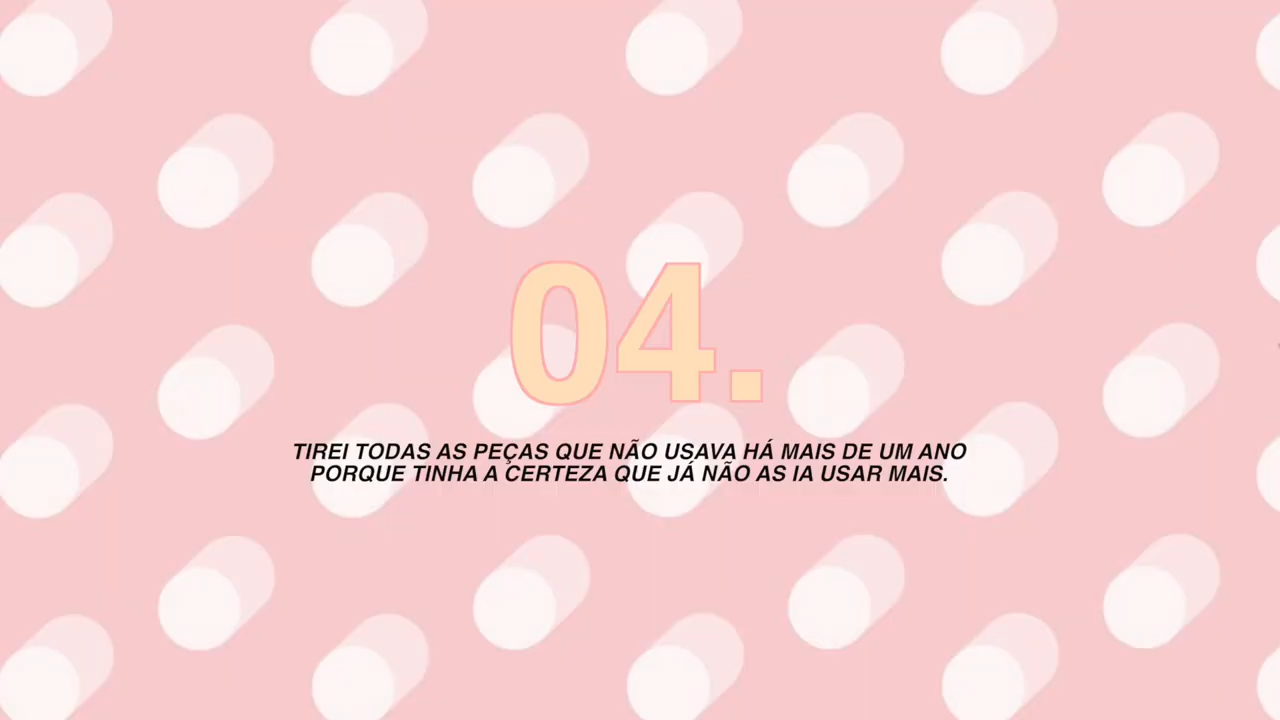 04.
TIREI TODAS AS PEÇAS QUE NÃO USAVA HÁ MAIS DE UM ANO
PORQUE TINHA A CERTEZA QUE JÁ NÃO AS IA USAR MAIS.